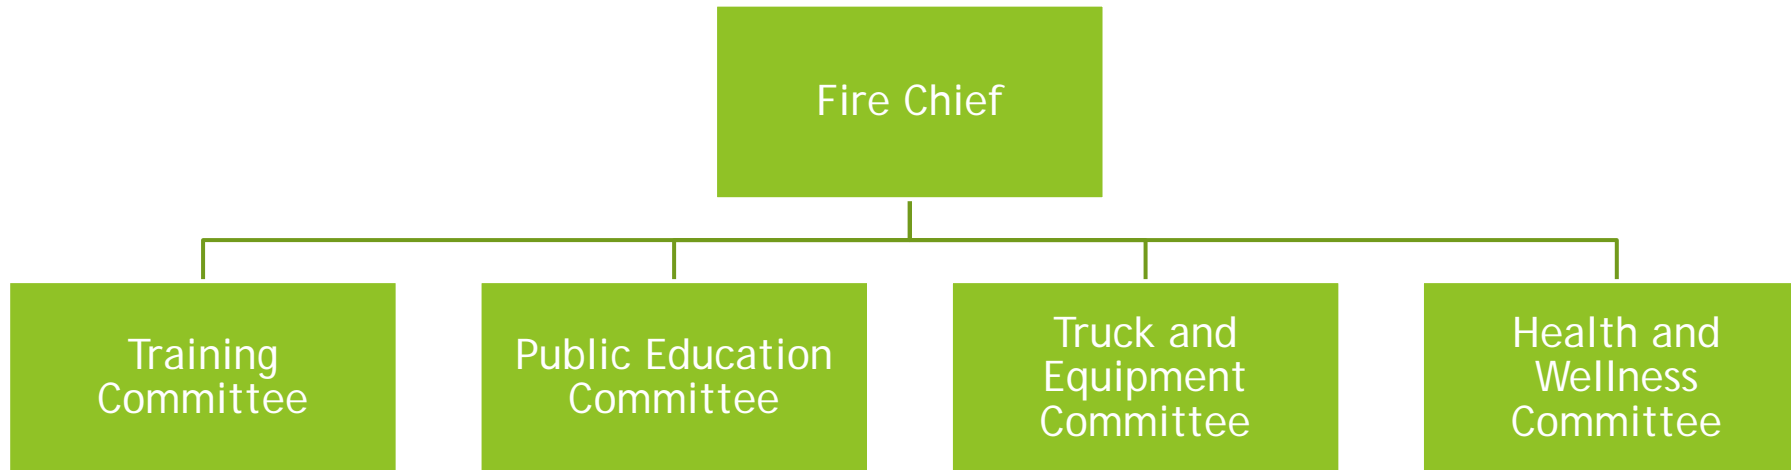 Fire Chief
Training
Committee
Public Education
Committee
Truck and
Equipment
Committee
Health and
Wellness
Committee